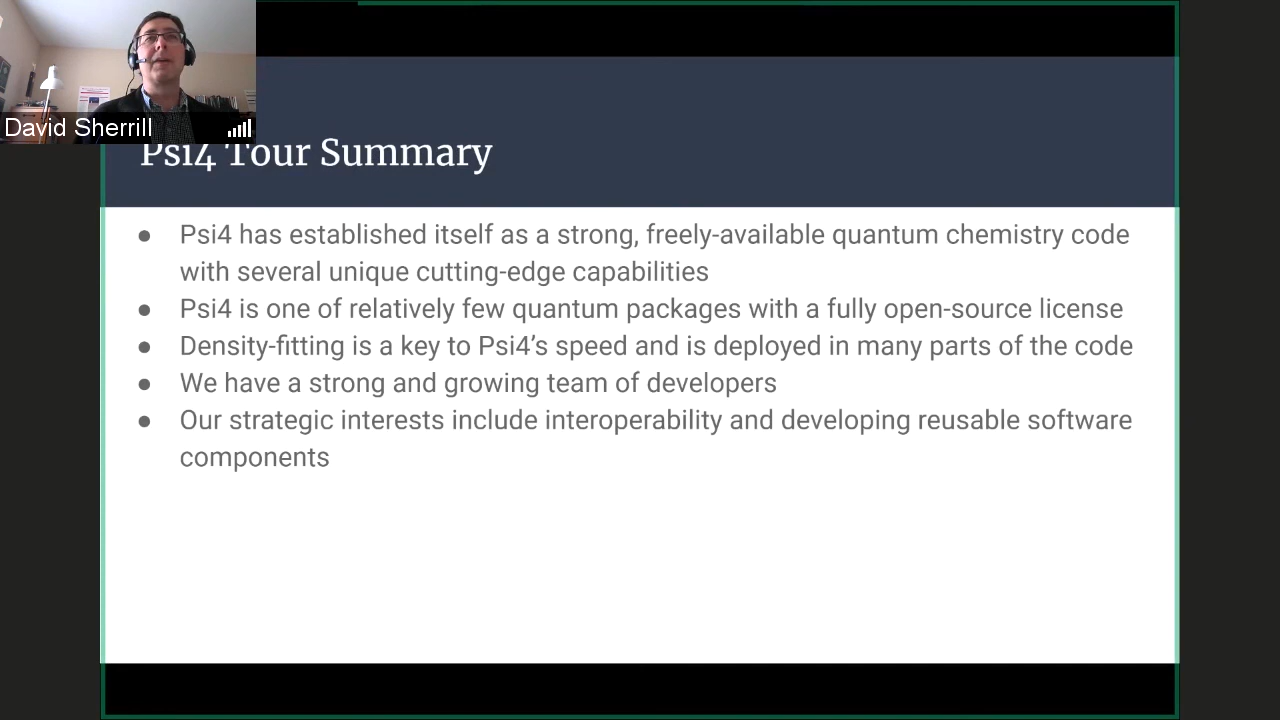 David Sherrill
Psi4 Tour Summary
● Psi4 has established itself as a strong, freely-available quantum chemistry code
with several unique cutting-edge capabilities
● Psi4 is one of relatively few quantum packages with a fully open-source license
● Density-fitting is a key to Psi4’s speed and is deployed in many parts of the code
● We have a strong and growing team of developers
● Our strategic interests include interoperability and developing reusable software
components